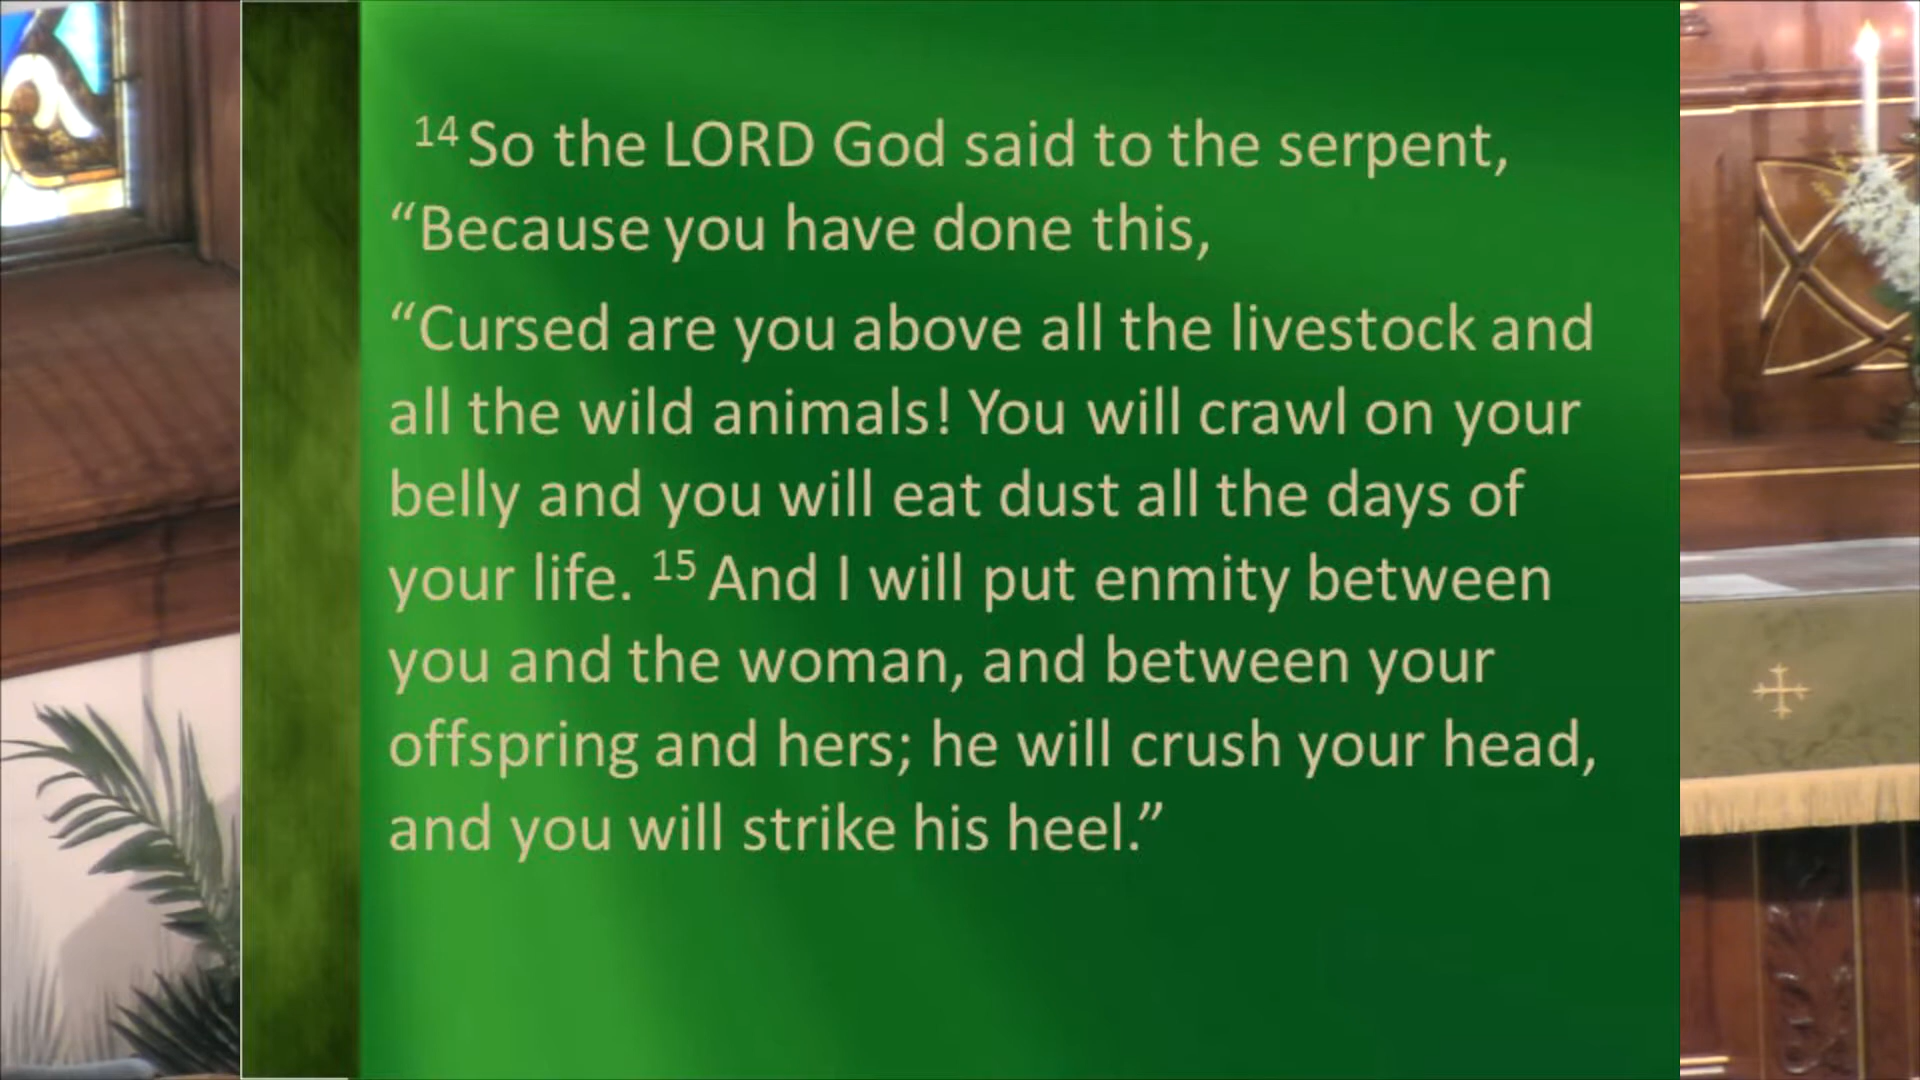 14 So the LORD God said to the serpent,
“Because you have done this,
“Cursed are you above all the livestock and
all the wild animals! You will crawl on your
belly and you will eat dust all the days of
your life. 15 And I will put enmity between
you and the woman, and between your
offspring and hers; he will crush your head,
and you will strike his heel.”